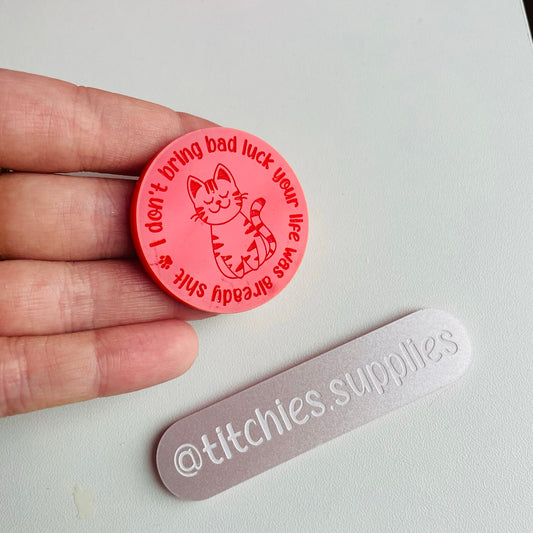 I don't bring bad luck your life was already shit
@titchies.supplies